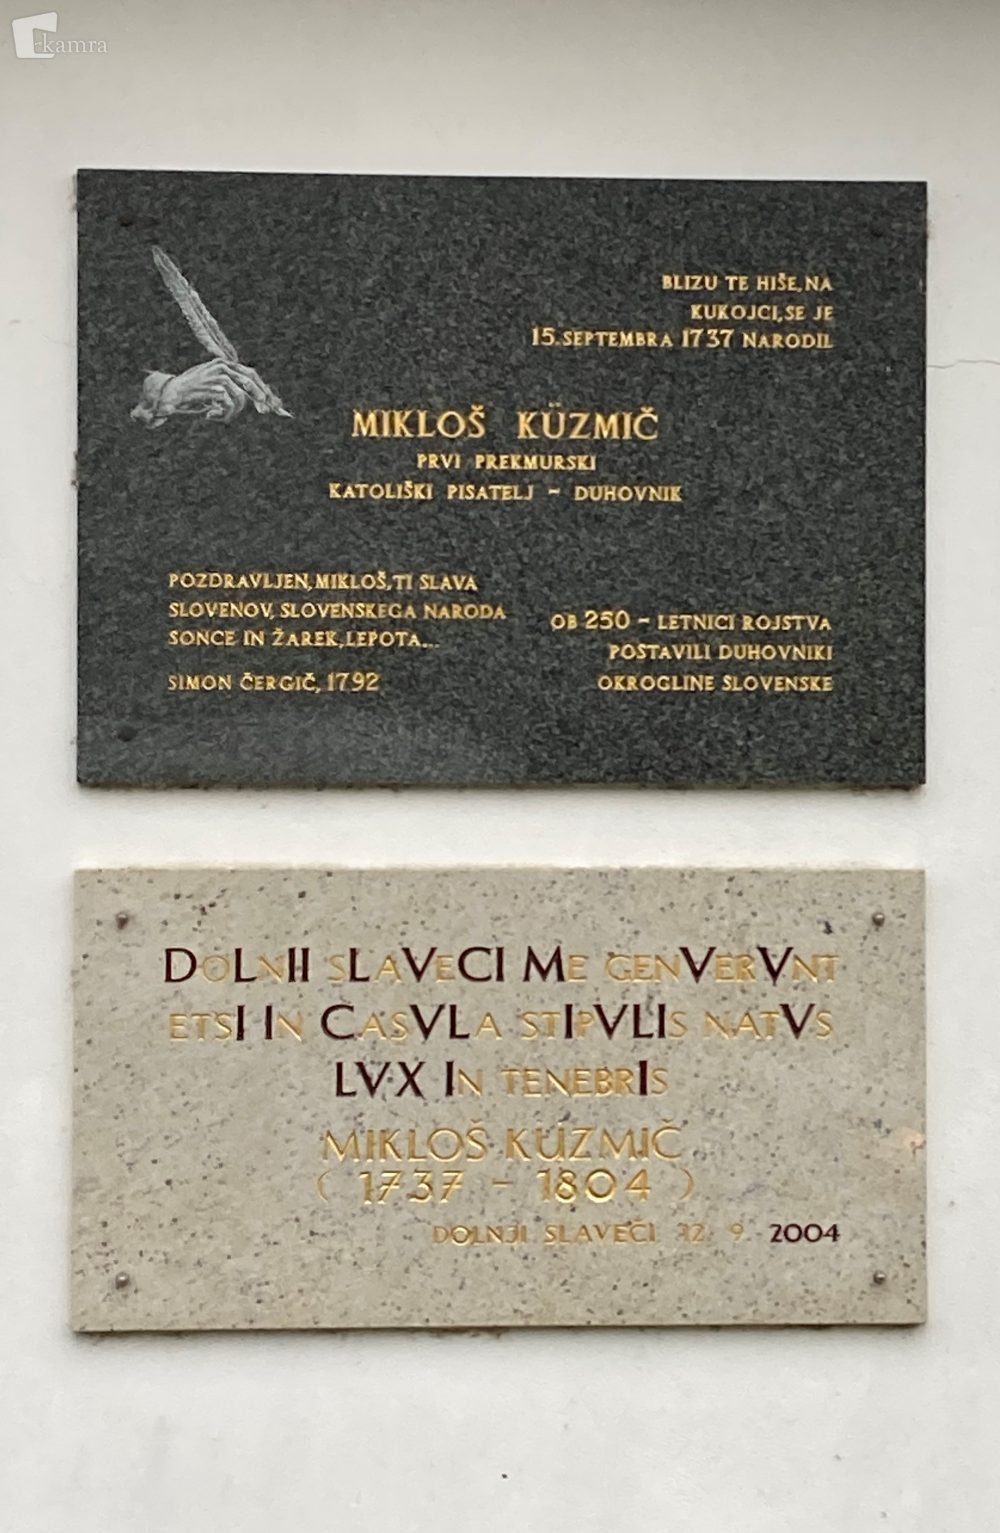 kamra
BLIZU TE HIŠE, NA
KUKOJCI, SE JE
15. SEPTEMBRA 1737 NARODIL
MIKLOŠ KÜZMIČ
PRVI PREKMURSKI
KATOLIŠKI PISATELJ - DUHOVNIK
POZDRAVLJEN, MIKLOŠ, TI SLAVA
SLOVENOV, SLOVENSKEGA NARODA
SONCE IN ŽAREK, LEPOTA...
SIMON ČERGIČ, 1792
OB 250 - LETNICI ROJSTVA
POSTAVILI DUHOVNIKI
OKROGLINE SLOVENSKE
DOLNII SLAVECI ME GENVERVNT
ETSI IN CASVLA STIPVLIS NATVS
LVX IN TENEBRIS
MIKLOŠ KÜZMIČ
( 1737 - 1804 )
DOLNJI SLAVEČI 12. 9. 2004